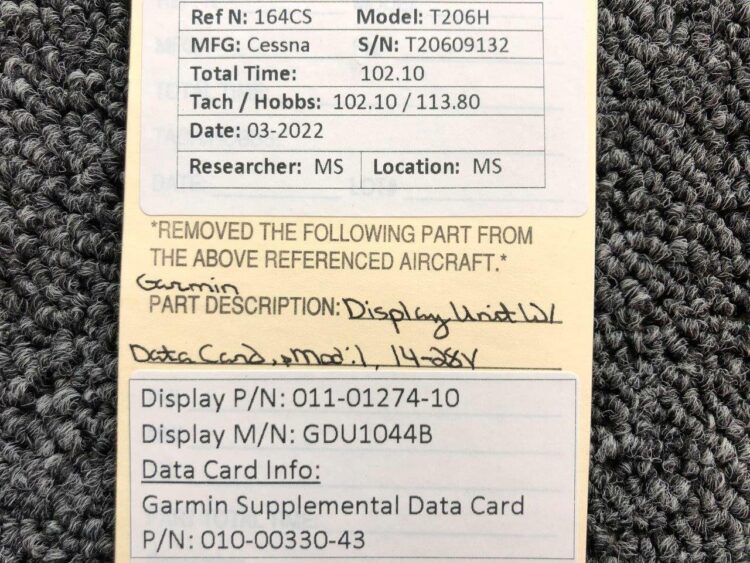 Ref N: 164CS Model: T206H
MFG: Cessna S/N: T20609132
Total Time: 102.10
Tach / Hobbs: 102.10 / 113.80
Date: 03-2022
Researcher: MS Location: MS
*REMOVED THE FOLLOWING PART FROM
THE ABOVE REFERENCED AIRCRAFT.*
Garmin
PART DESCRIPTION: Display Unit W/
Data Card, Mod:1, 14-28V
Display P/N: 011-01274-10
Display M/N: GDU1044B
Data Card Info:
Garmin Supplemental Data Card
P/N: 010-00330-43